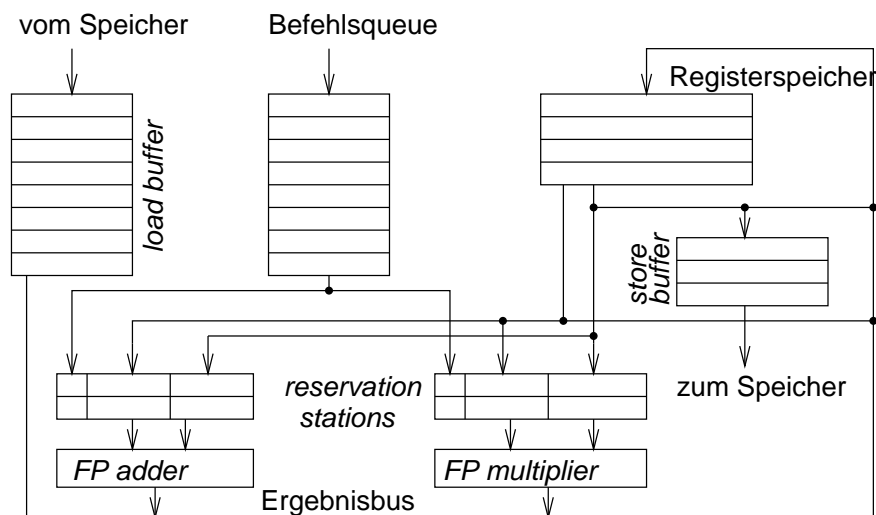 vom Speicher
Befehlsqueue
Registerspeicher
load buffer
store
buffer
reservation
stations
zum Speicher
FP adder
FP multiplier
Ergebnisbus